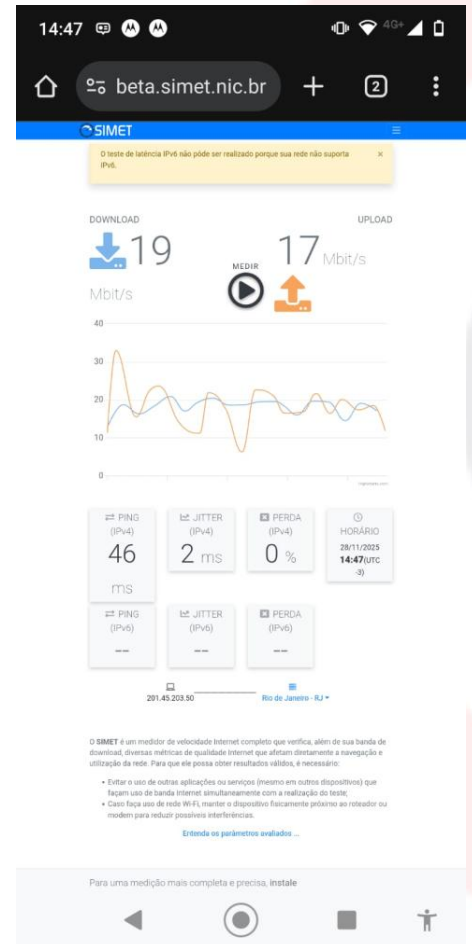 14:47
4G+
beta.simet.nic.br
2
SIMET
O teste de latência IPv6 não pôde ser realizado porque sua rede não suporta
IPv6.
×
DOWNLOAD
UPLOAD
19
Mbit/s
MEDIR
17 Mbit/s
40
30
20
10
0
PING
(IPv4)
46
ms
JITTER
(IPv4)
2 ms
PERDA
(IPv4)
0 %
HORÁRIO
28/11/2025
14:47(UTC
-3)
PING
(IPv6)
--
JITTER
(IPv6)
--
PERDA
(IPv6)
--
201.45.203.50
Rio de Janeiro - RJ
O SIMET é um medidor de velocidade Internet completo que verifica, além de sua banda de
download, diversas métricas de qualidade Internet que afetam diretamente a navegação e
utilização da rede. Para que ele possa obter resultados válidos, é necessário:
• Evitar o uso de outras aplicações ou serviços (mesmo em outros dispositivos) que
façam uso de banda Internet simultaneamente com a realização do teste;
• Caso faça uso de rede Wi-Fi, manter o dispositivo fisicamente próximo ao roteador ou
modem para reduzir possíveis interferências.
Entenda os parâmetros avaliados ...
Para uma medição mais completa e precisa, instale